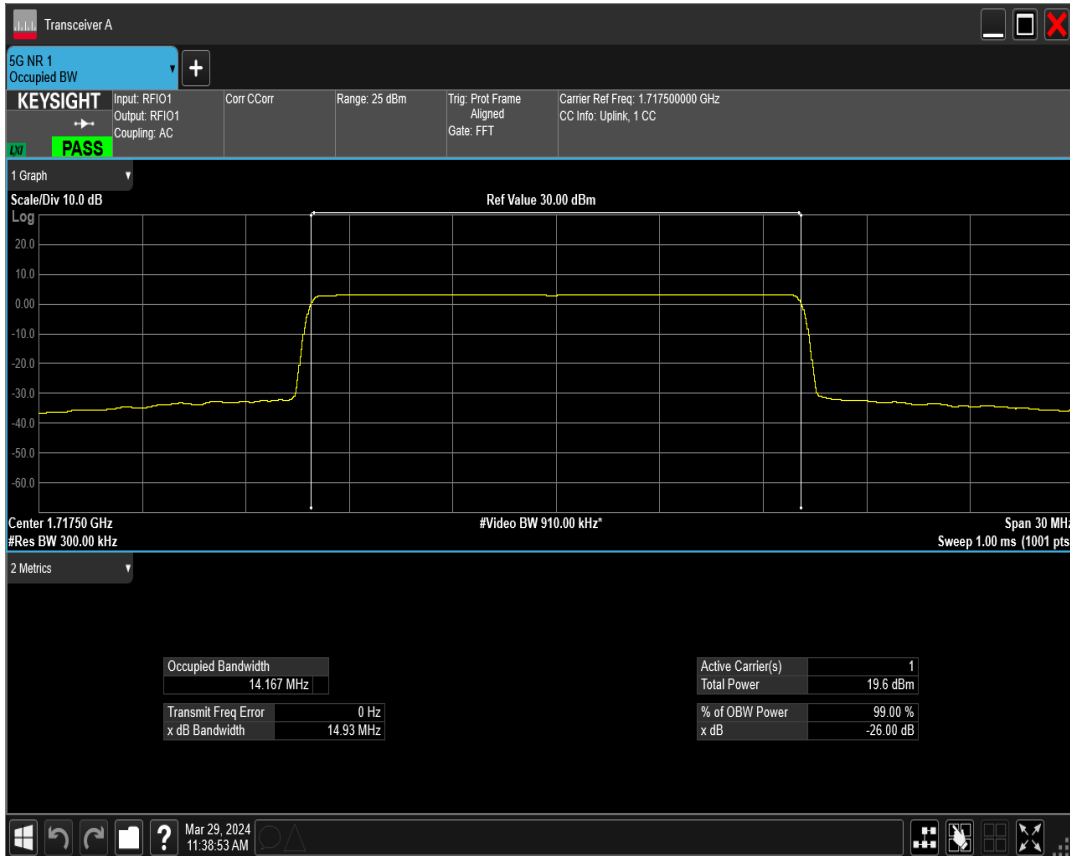 Transceiver A
5G NR 1
Occupied BW
KEYSIGHT
LXI
PASS
Input: RFIO1
Output: RFIO1
Coupling: AC
Corr CCorr
Range: 25 dBm
Trig: Prot Frame
Aligned
Gate: FFT
Carrier Ref Freq: 1.717500000 GHz
CC Info: Uplink, 1 CC
1 Graph
Scale/Div 10.0 dB
Ref Value 30.00 dBm
Log
20.0
10.0
0.00
-10.0
-20.0
-30.0
-40.0
-50.0
-60.0
Center 1.71750 GHz
#Video BW 910.00 kHz*
Span 30 MHz
#Res BW 300.00 kHz
Sweep 1.00 ms (1001 pts
2 Metrics
Occupied Bandwidth
14.167 MHz
Transmit Freq Error 0 Hz
x dB Bandwidth 14.93 MHz
Active Carrier(s) 1
Total Power 19.6 dBm
% of OBW Power 99.00 %
x dB -26.00 dB
?
Mar 29, 2024
11:38:53 AM